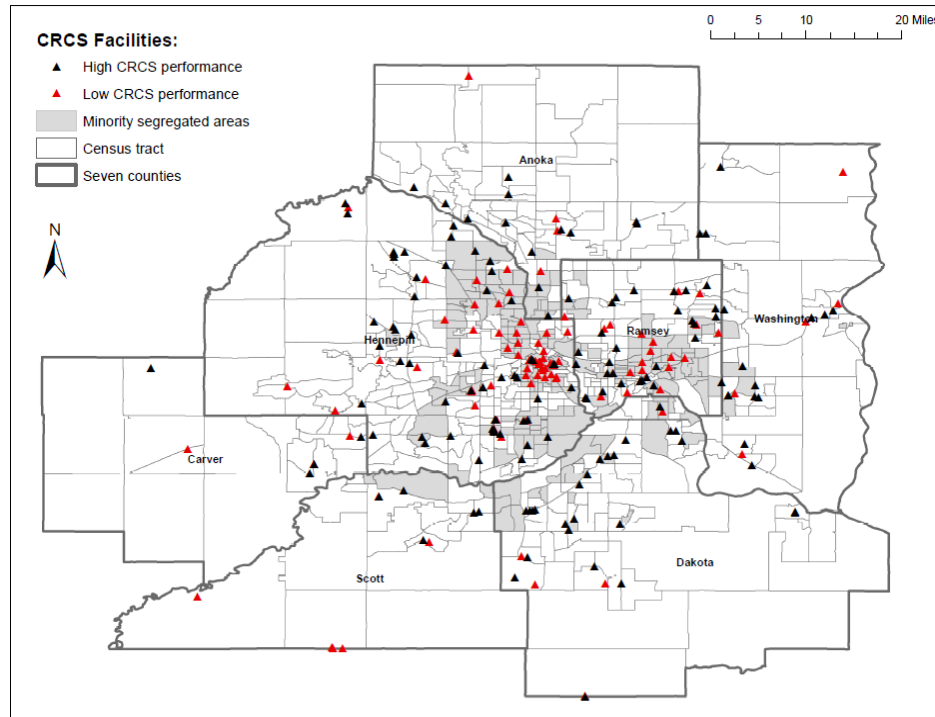 0 5 10 20 Miles
CRCS Facilities:
High CRCS performance
Low CRCS performance
Minority segregated areas
Census tract
Seven counties
N
Anoka
Washington
Ramsey
Hennepin
Carver
Dakota
Scott